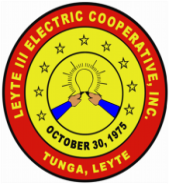 LEYTE III ELECTRIC COOPERATIVE, INC.
OCTOBER 30, 1975
TUNGA, LEYTE